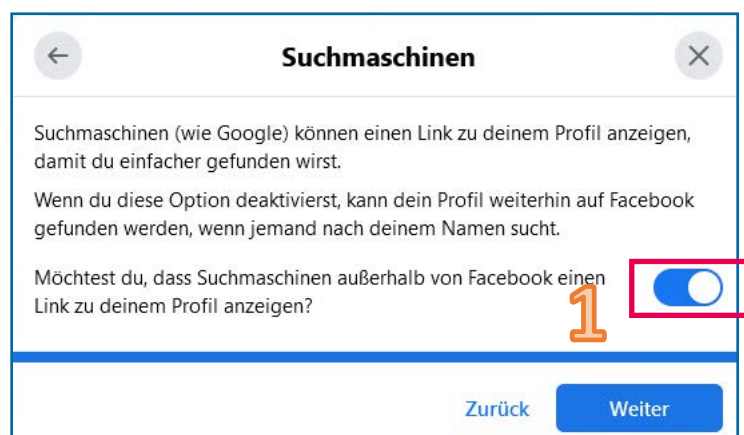 Suchmaschinen
Suchmaschinen (wie Google) können einen Link zu deinem Profil anzeigen,
damit du einfacher gefunden wirst.
Wenn du diese Option deaktivierst, kann dein Profil weiterhin auf Facebook
gefunden werden, wenn jemand nach deinem Namen sucht.
Möchtest du, dass Suchmaschinen außerhalb von Facebook einen
Link zu deinem Profil anzeigen?
1
Zurück
Weiter